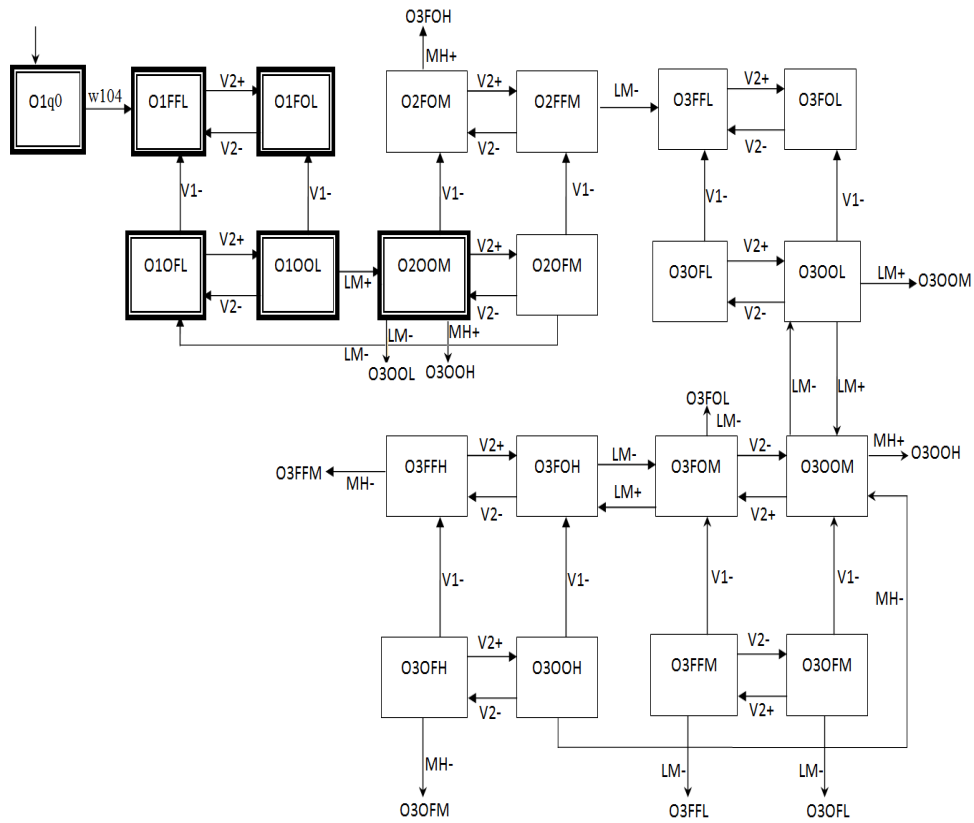 O3FOH
MH+
O1q0
w104
O1FFL
V2+
V2-
O1FOL
O2FOM
V2+
V2-
O2FFM
LM-
O3FFL
V2+
V2-
O3FOL
V1-
V1-
V1-
V1-
V1-
V1-
O1OFL
V2+
V2-
O1OOL
LM+
O2OOM
V2+
V2-
O2OFM
O3OFL
V2+
V2-
O3OOL
LM+
O3OOM
LM-
LM-
MH+
O3OOL
O3OOH
LM-
LM+
O3FOL
LM-
O3FFM
MH-
O3FFH
V2+
V2-
O3FOH
LM-
LM+
O3FOM
V2-
V2+
O3OOM
MH+
O3OOH
V1-
V1-
V1-
V1-
MH-
O3OFH
V2+
V2-
O3OOH
O3FFM
V2-
V2+
O3OFM
MH-
LM-
LM-
O3OFM
O3FFL
O3OFL